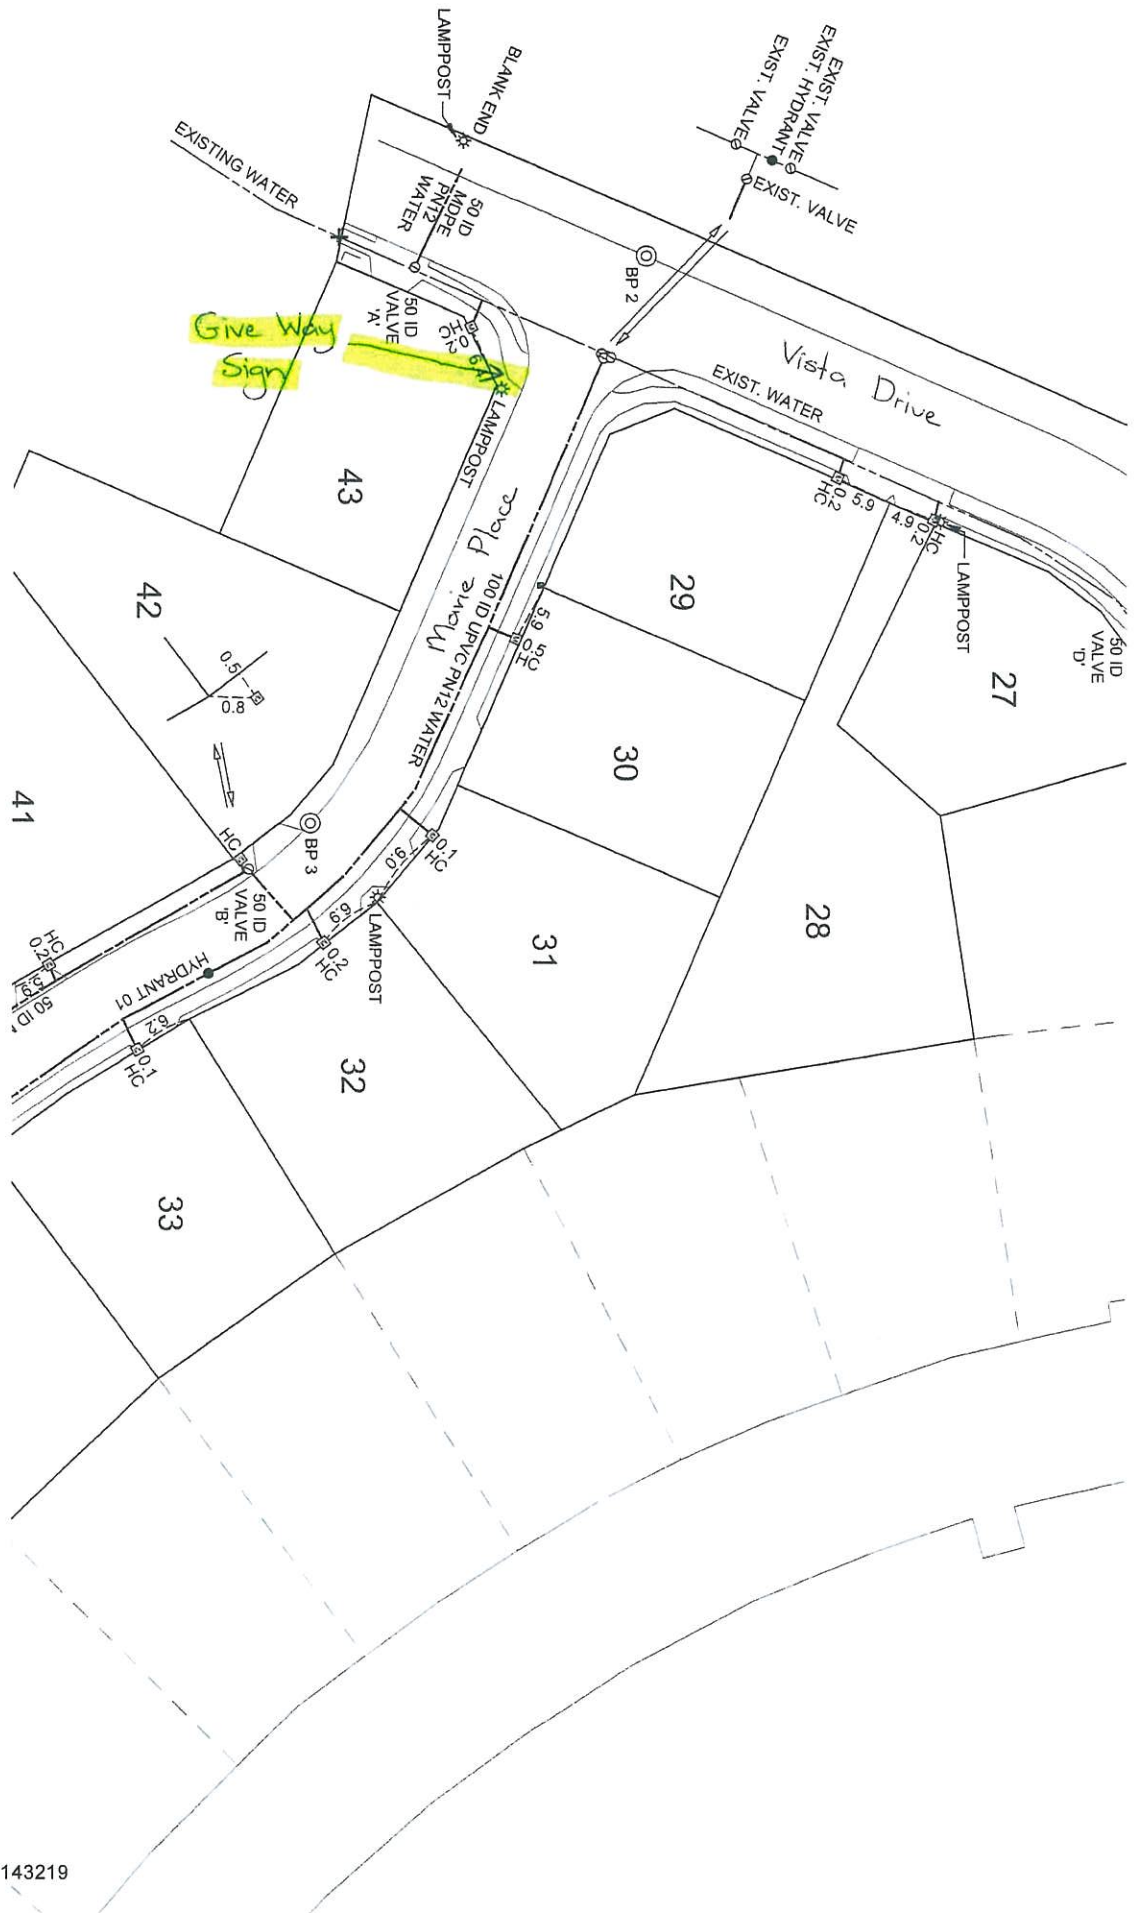 LAMPPOST
BLANK END
EXIST. VALVE
EXIST. HYDRANT
EXIST. VALVE
EXIST. VALVE
EXISTING WATER
50 ID
MDPE
PN12
WATER
BP 2
Vista Drive
EXIST. WATER
Give Way
Sign
50 ID
VALVE
'A'
HC
0.2
LAMPPOST
43
Place
100 ID UPVC PN12 WATER
0.2
HC
5.9
4.9
0.2
HC
LAMPPOST
50 ID
VALVE
'D'
27
29
5.9
0.5
HC
30
42
0.5
0.8
41
BP 3
HC
50 ID
VALVE
'B'
0.1
HC
9.0
6.9
LAMPPOST
0.2
HC
31
28
HC
0.2
5.9
50 ID
HYDRANT 01
6.2
0.1
HC
32
33
143219